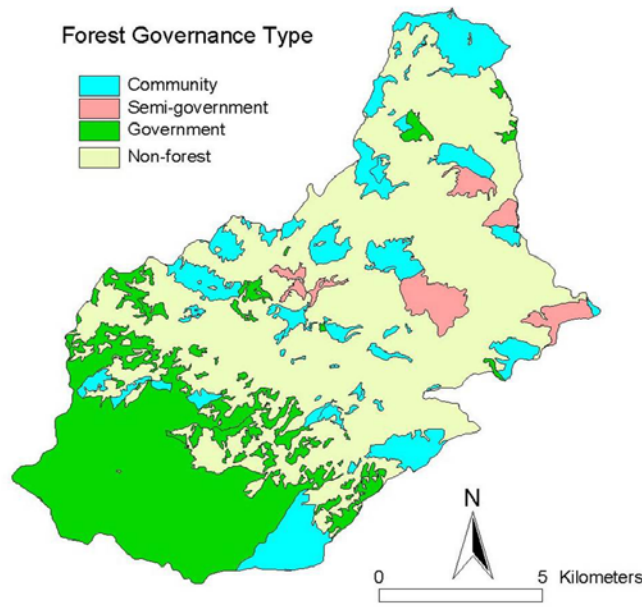 Forest Governance Type
Community
Semi-government
Government
Non-forest
N
0 5 Kilometers